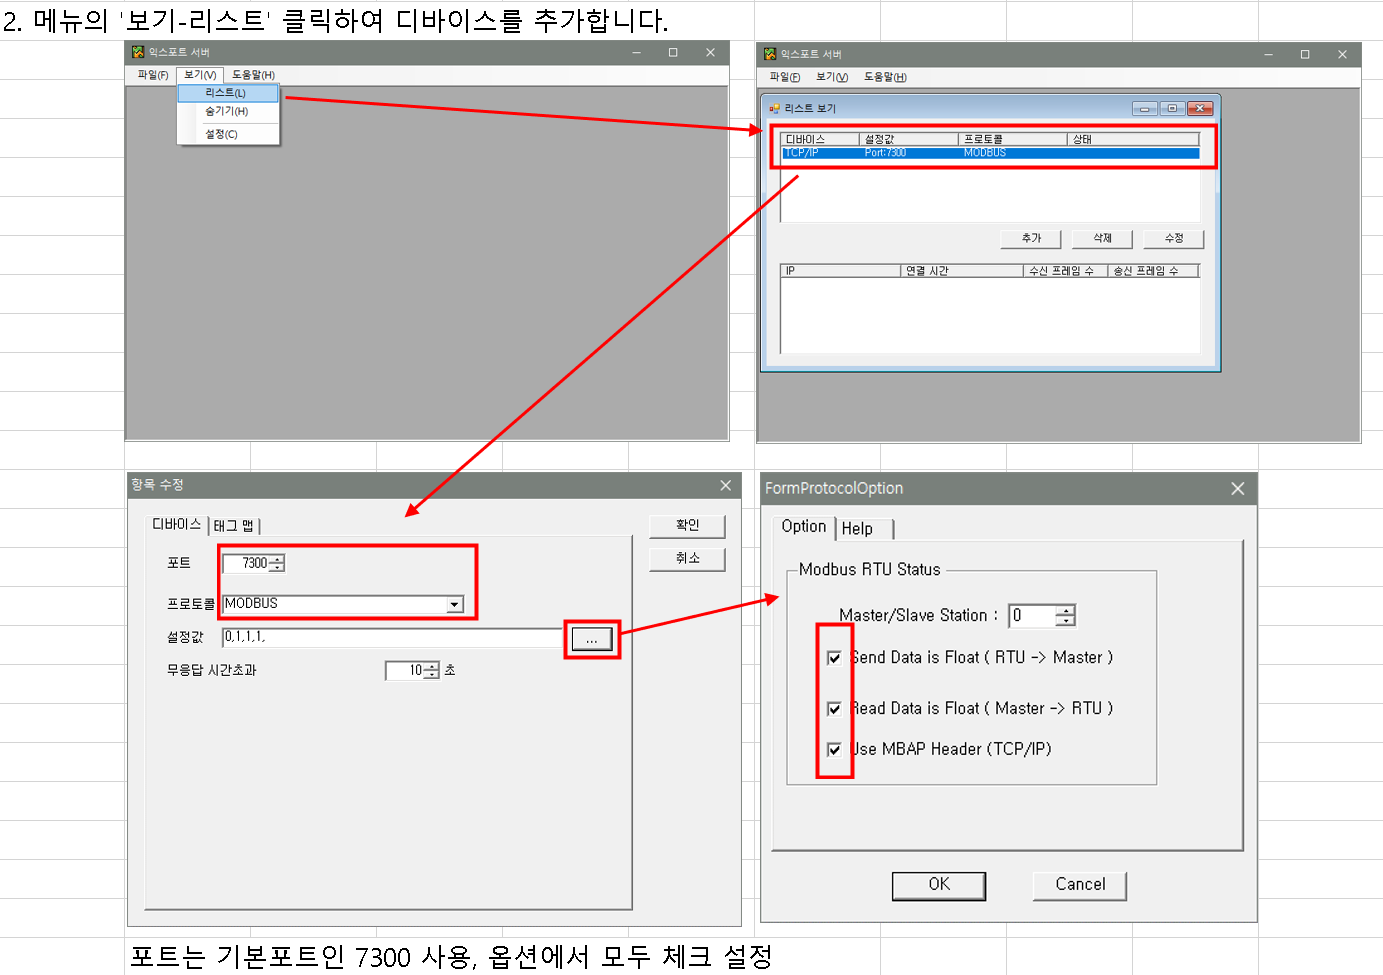 2. 메뉴의 '보기-리스트' 클릭하여 디바이스를 추가합니다.
익스포트 서버
파일(F) 보기(V) 도움말(H)
리스트(L)
숨기기(H)
설정(C)
익스포트 서버
파일(F) 보기(V) 도움말(H)
리스트 보기
디바이스 설정값 프로토콜 상태
TCP/IP Port:7300 MODBUS
추가 삭제 수정
IP 연결 시간 수신 프레임 수 송신 프레임 수
항목 수정
디바이스 태그 맵
확인
취소
포트 7300
프로토콜 MODBUS
설정값 0,1,1,1, ...
무응답 시간초과 10 초
FormProtocolOption
Option Help
Modbus RTU Status
Master/Slave Station : 0
Send Data is Float ( RTU -> Master )
Read Data is Float ( Master -> RTU )
Use MBAP Header (TCP/IP)
OK Cancel
포트는 기본포트인 7300 사용, 옵션에서 모두 체크 설정